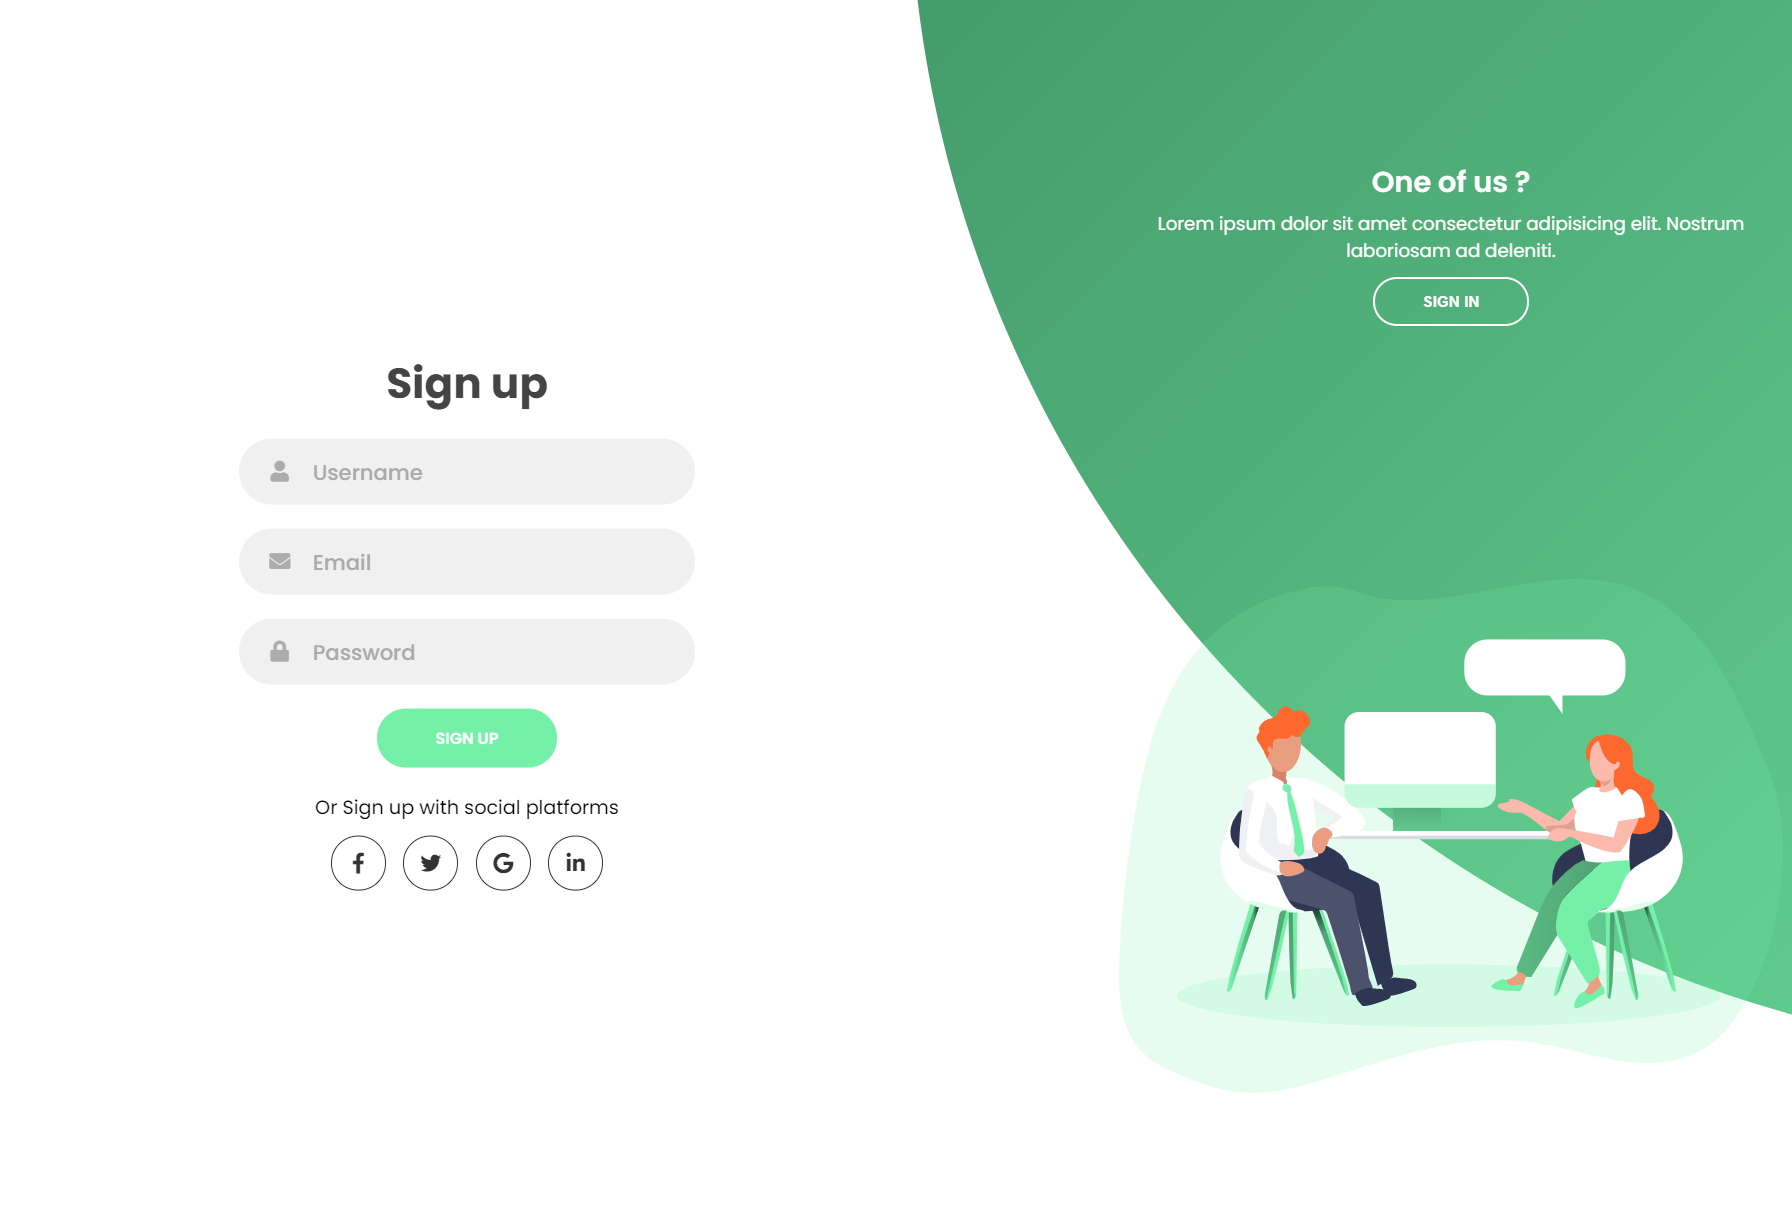 Sign up
Username
Email
Password
SIGN UP
Or Sign up with social platforms
One of us ?
Lorem ipsum dolor sit amet consectetur adipisicing elit. Nostrum
laboriosam ad deleniti.
SIGN IN